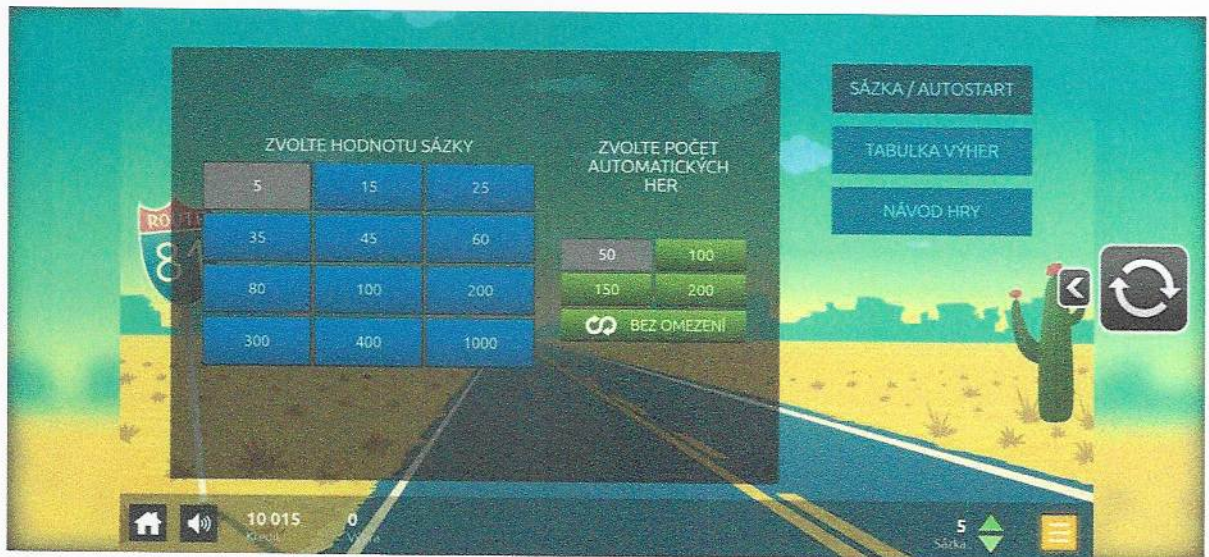 SÁZKA / AUTOSTART
ZVOLTE HODNOTU SÁZKY
ZVOLTE POČET
AUTOMATICKÝCH
HER
TABULKA VÝHER
NÁVOD HRY
5 15 25
35 45 60
80 100 200
300 400 1000
50 100
150 200
BEZ OMEZENÍ
ROUTE
81
10 015
Kredit
0
Výhra
5
Sázka